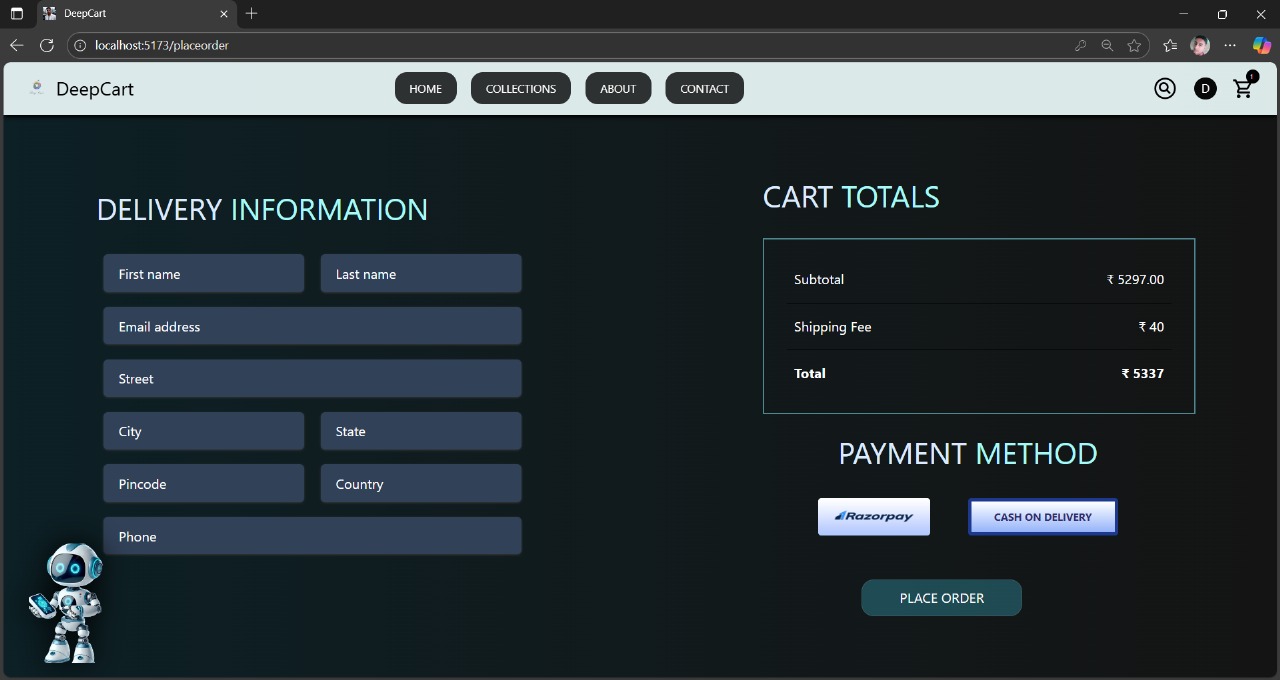 DeepCart
localhost:5173/placeorder
DeepCart
HOME
COLLECTIONS
ABOUT
CONTACT
D
1
DELIVERY INFORMATION
First name
Last name
Email address
Street
City
State
Pincode
Country
Phone
CART TOTALS
Subtotal ₹ 5297.00
Shipping Fee ₹ 40
Total ₹ 5337
PAYMENT METHOD
Razorpay
CASH ON DELIVERY
PLACE ORDER